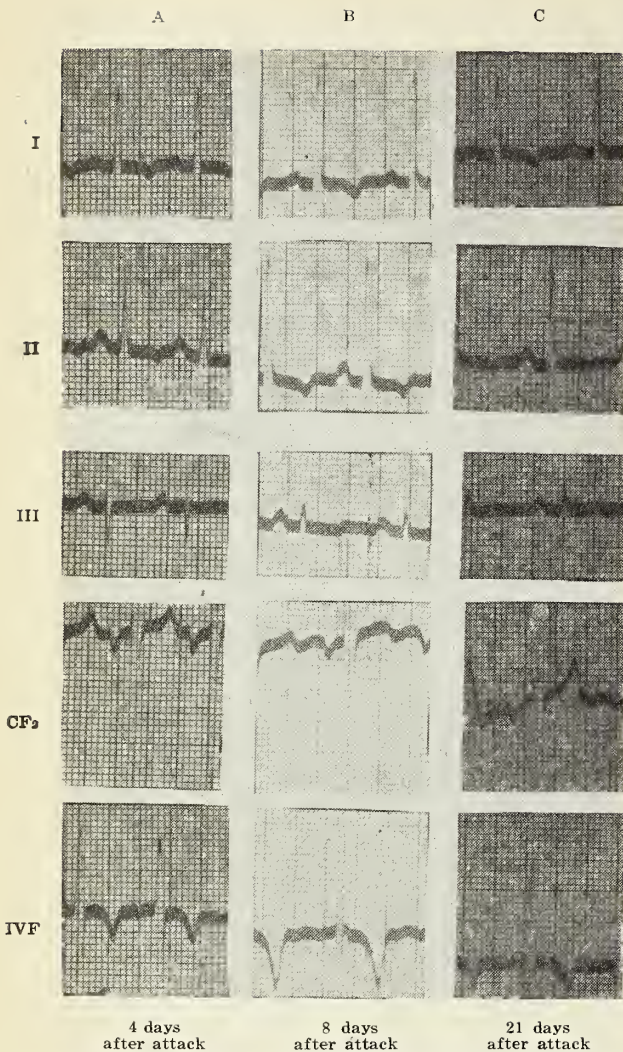 A B C
I
II
III
CF₂
IVF
4 days 8 days 21 days
after attack after attack after attack